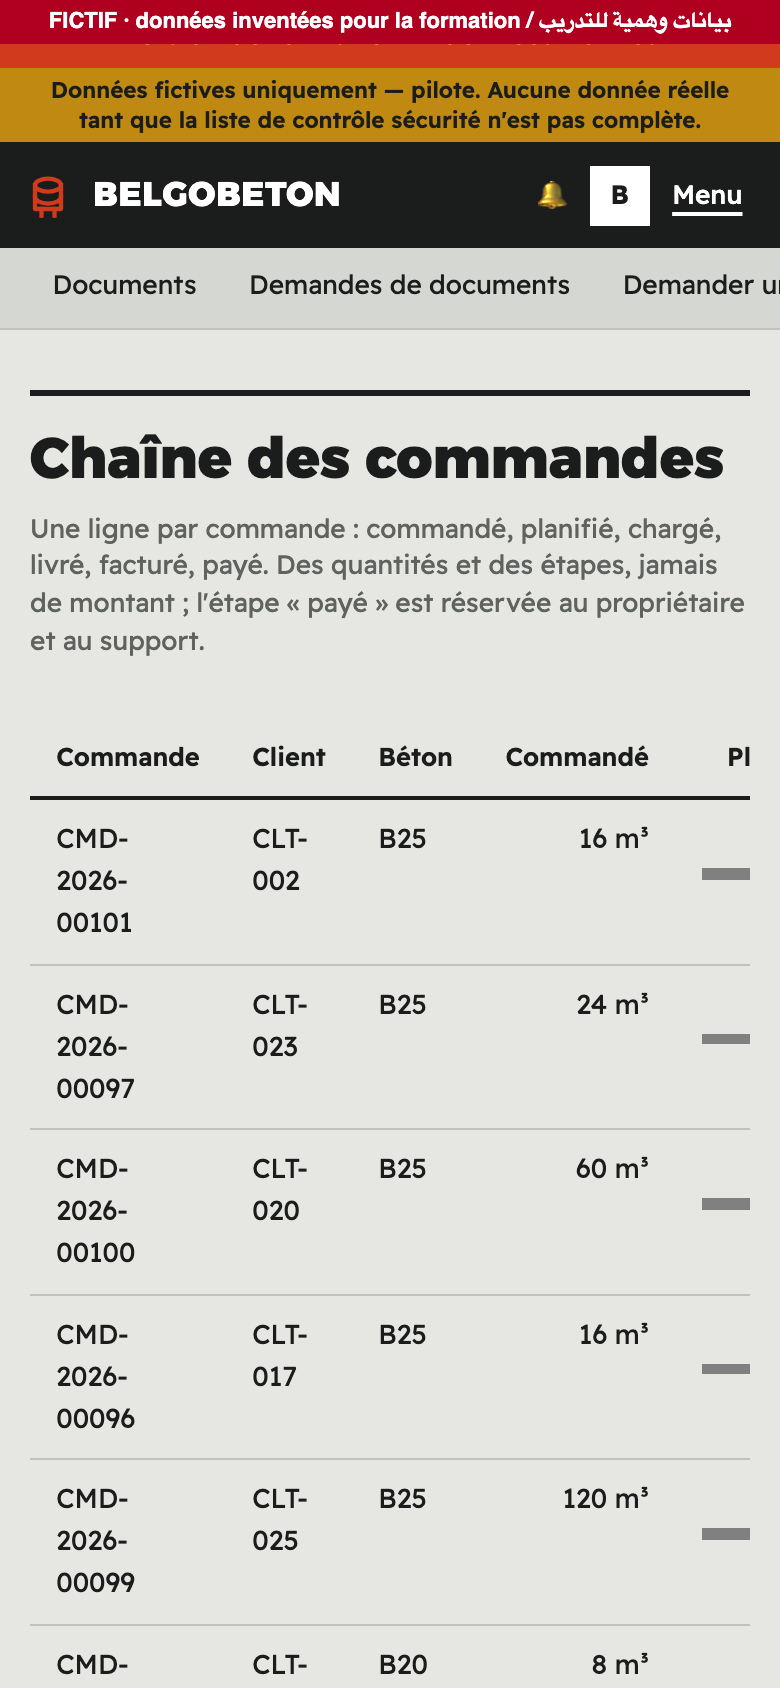 FICTIF · données inventées pour la formation / بيانات وهمية للتدريب
Données fictives uniquement — pilote. Aucune donnée réelle
tant que la liste de contrôle sécurité n'est pas complète.
BELGOBETON
B
Menu
Documents
Demandes de documents
Demander
Chaîne des commandes
Une ligne par commande : commandé, planifié, chargé,
livré, facturé, payé. Des quantités et des étapes, jamais
de montant ; l'étape « payé » est réservée au propriétaire
et au support.
Commande Client Béton Commandé Pl
CMD- CLT- B25 16 m³
2026- 002
00101
CMD- CLT- B25 24 m³
2026- 023
00097
CMD- CLT- B25 60 m³
2026- 020
00100
CMD- CLT- B25 16 m³
2026- 017
00096
CMD- CLT- B25 120 m³
2026- 025
00099
CMD- CLT- B20 8 m³